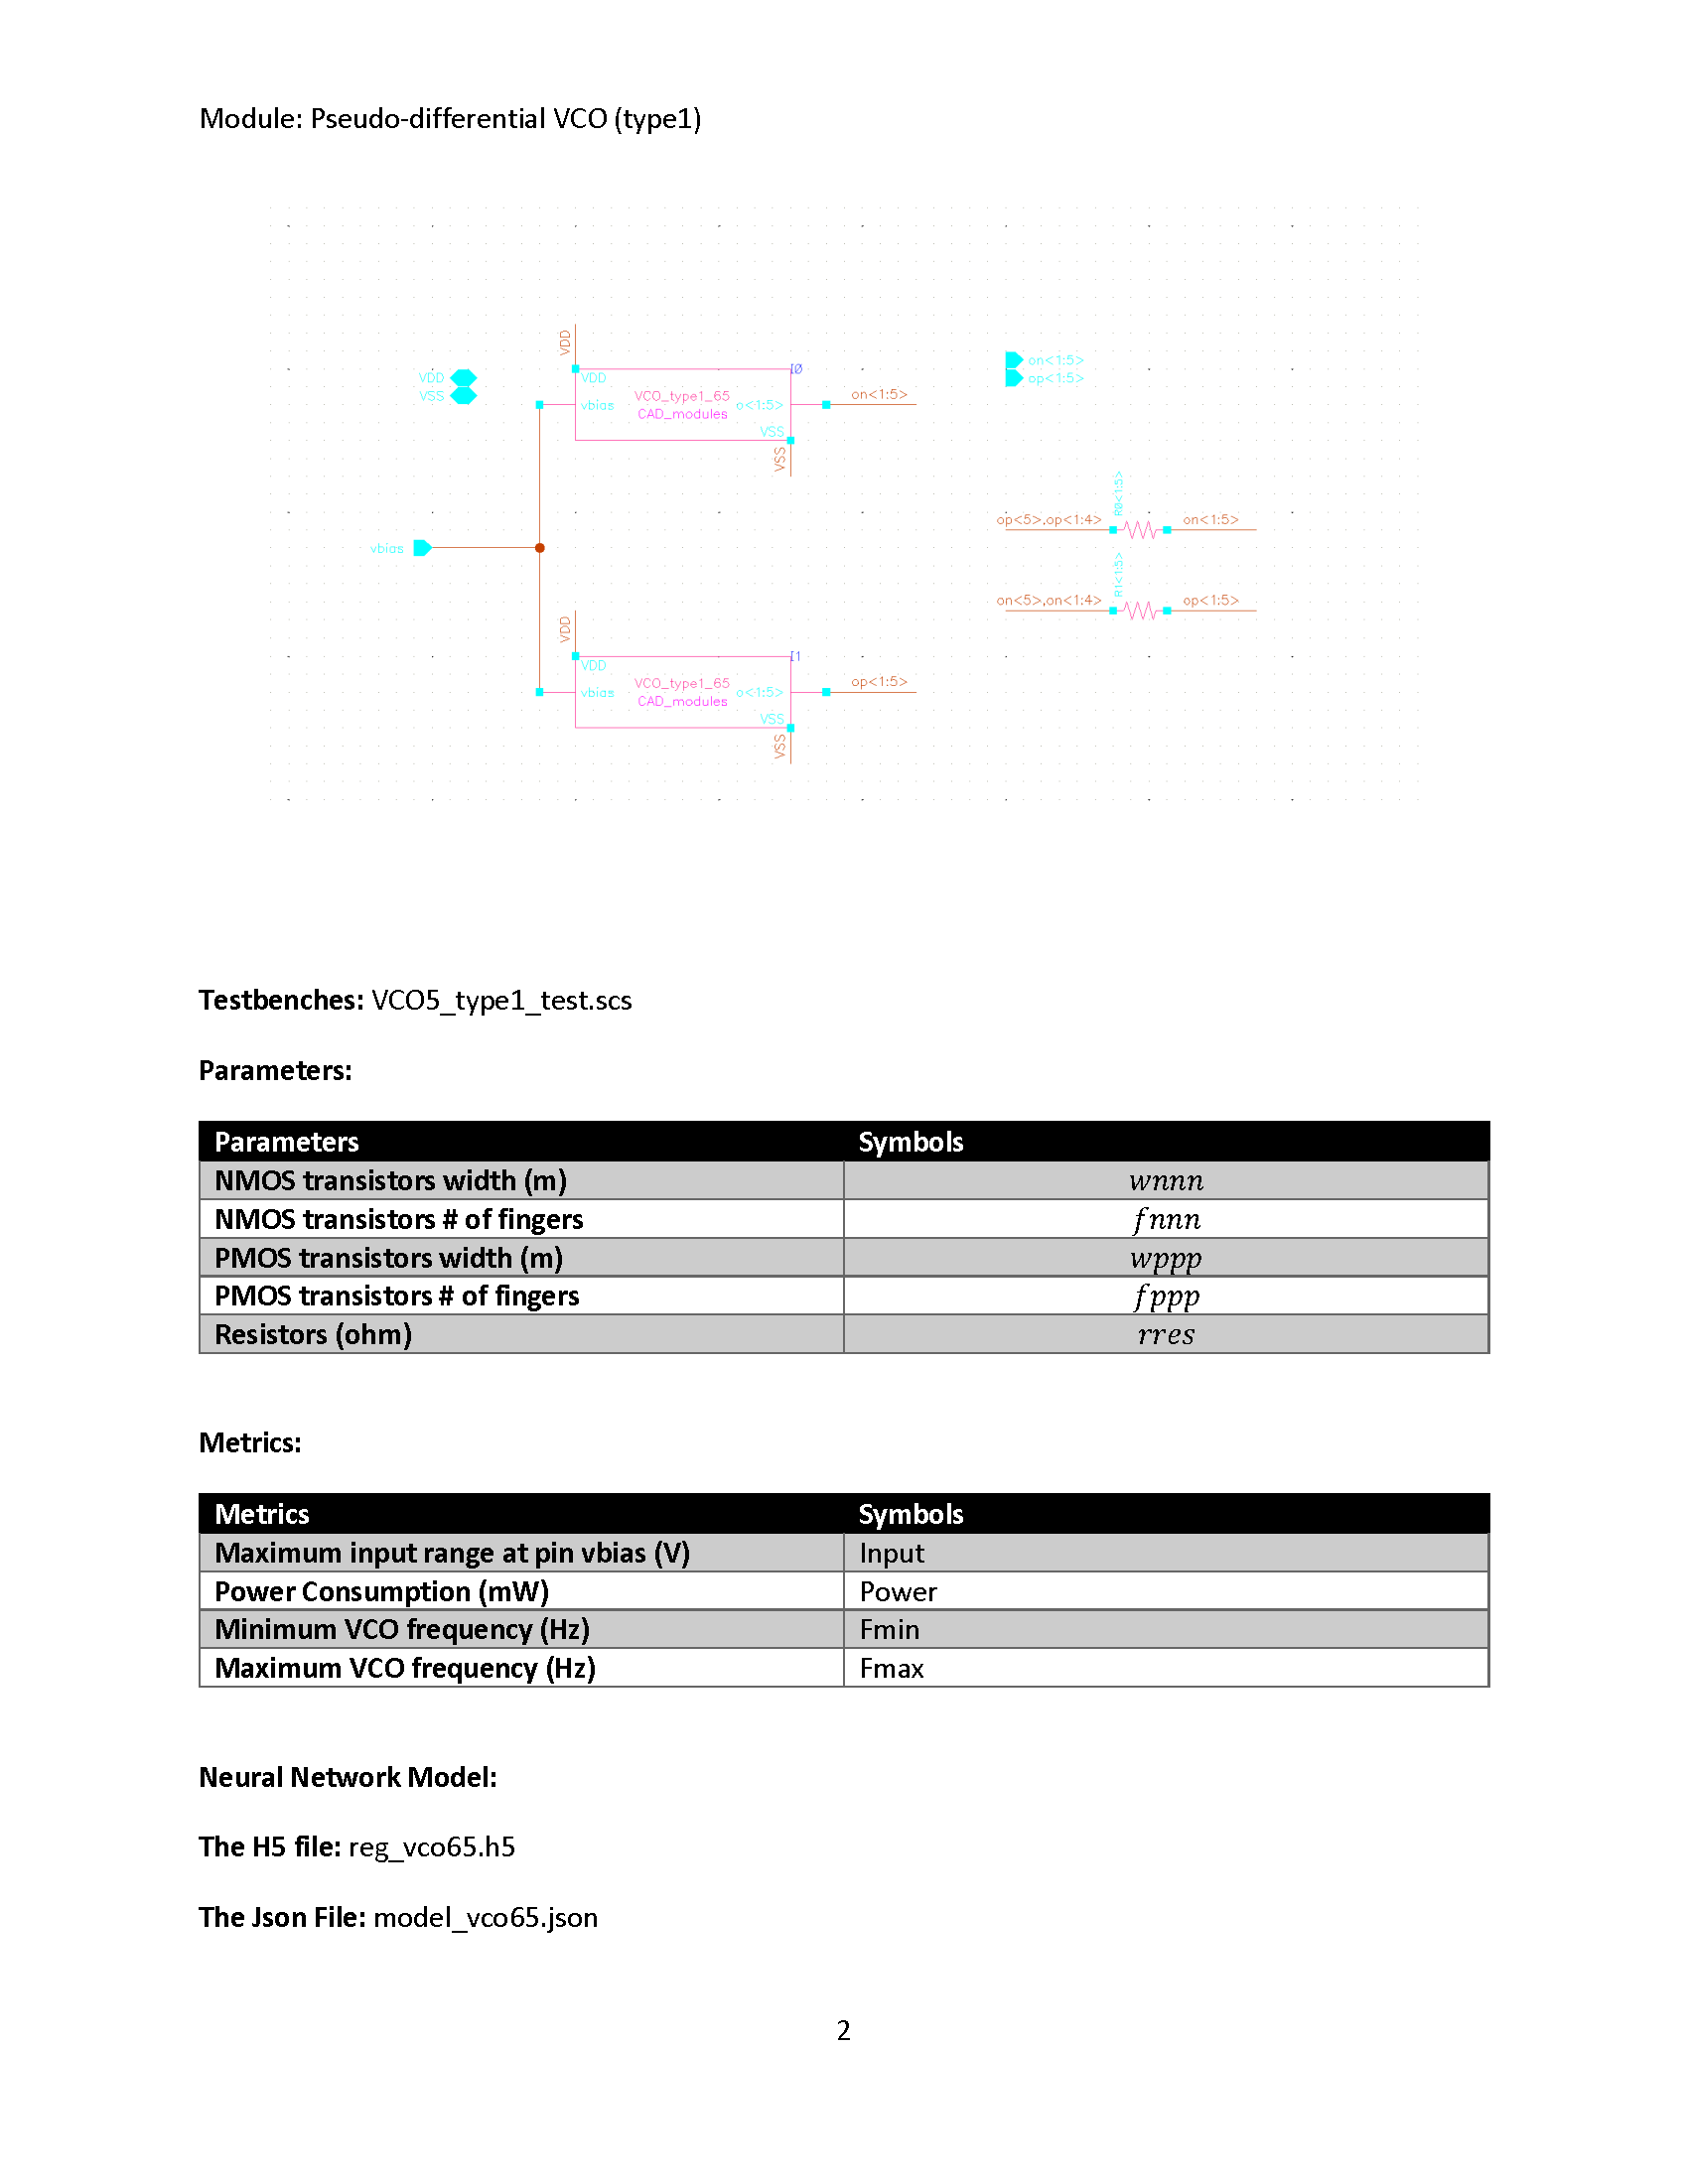 Module: Pseudo-differential VCO (type1)
VDD
VSS
vbias
VDD
VDD
vbias
VCO_type1_65
CAD_modules
o<1:5>
VSS
VSS
I0
on<1:5>
on<1:5>
op<1:5>
R0<1:5>
op<5>,op<1:4>
on<1:5>
R1<1:5>
on<5>,on<1:4>
op<1:5>
VDD
VDD
vbias
VCO_type1_65
CAD_modules
o<1:5>
VSS
VSS
I1
op<1:5>
Testbenches: VCO5_type1_test.scs
Parameters:
Parameters Symbols
NMOS transistors width (m) wnnn
NMOS transistors # of fingers fnnn
PMOS transistors width (m) wppp
PMOS transistors # of fingers fppp
Resistors (ohm) rres
Metrics:
Metrics Symbols
Maximum input range at pin vbias (V) Input
Power Consumption (mW) Power
Minimum VCO frequency (Hz) Fmin
Maximum VCO frequency (Hz) Fmax
Neural Network Model:
The H5 file: reg_vco65.h5
The Json File: model_vco65.json
2